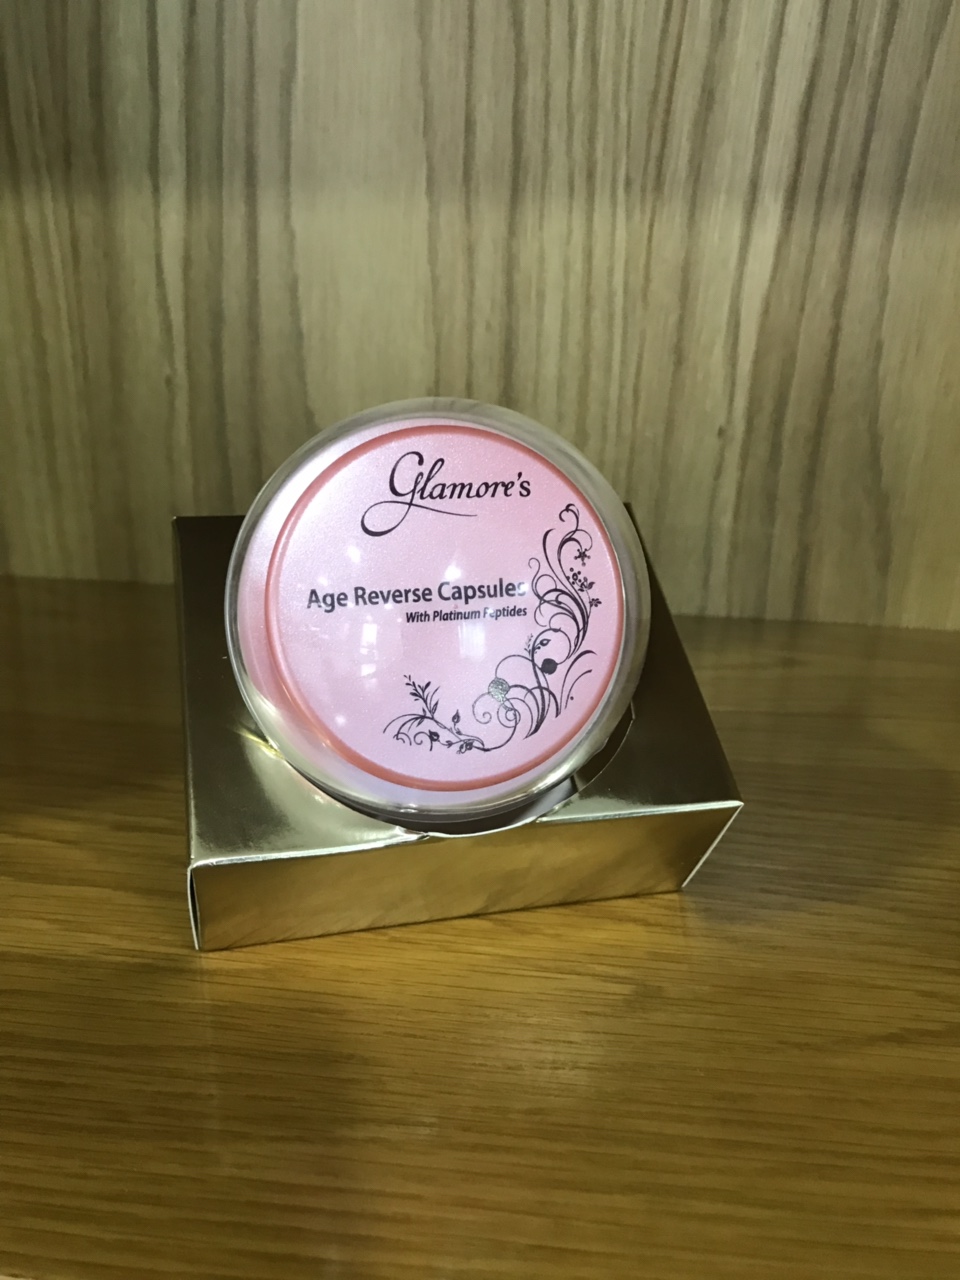 Glamore's
Age Reverse Capsules
With Platinum Peptides